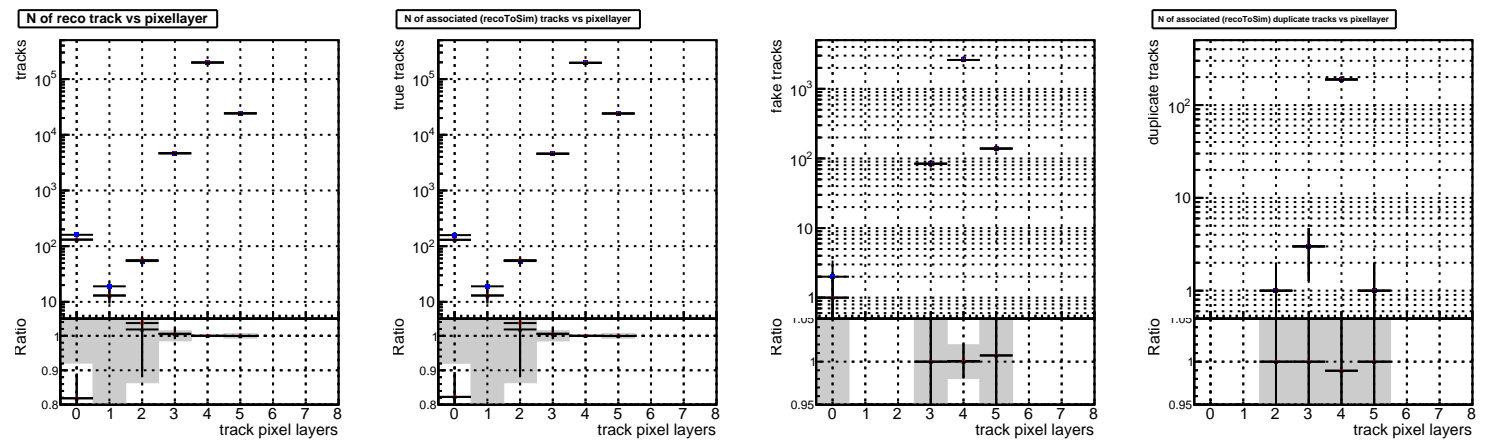 N of reco track vs pixellayer
tracks
10^5
10^4
10^3
10^2
10
Ratio
1
0.9
0.8
0 1 2 3 4 5 6 7 8
track pixel layers
N of associated (recoToSim) tracks vs pixellayer
true tracks
10^5
10^4
10^3
10^2
10
Ratio
1
0.9
0.8
0 1 2 3 4 5 6 7 8
track pixel layers
fake tracks
10^3
10^2
10
1
Ratio
1.05
1
0.95
0 1 2 3 4 5 6 7 8
track pixel layers
N of associated (recoToSim) duplicate tracks vs pixellayer
duplicate tracks
10^2
10
1
Ratio
1.05
1
0.95
0 1 2 3 4 5 6 7 8
track pixel layers